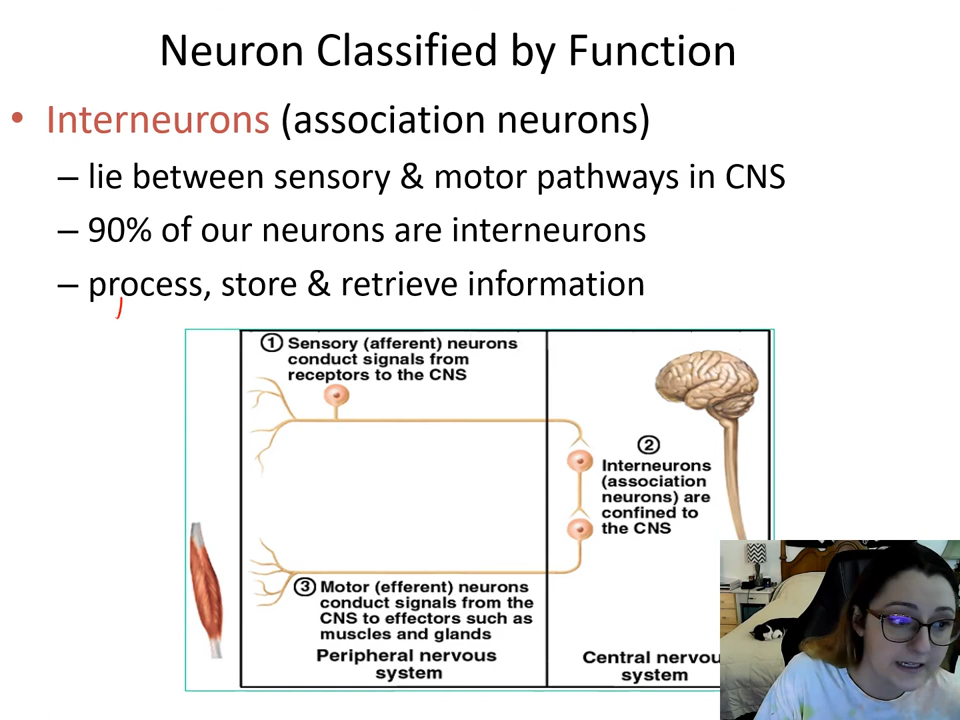 Neuron Classified by Function
• Interneurons (association neurons)
– lie between sensory & motor pathways in CNS
– 90% of our neurons are interneurons
– process, store & retrieve information
① Sensory (afferent) neurons
conduct signals from
receptors to the CNS
②
Interneurons
(association
neurons) are
confined to
the CNS
③ Motor (efferent) neurons
conduct signals from the
CNS to effectors such as
muscles and glands
Peripheral nervous
system
Central nervou
system